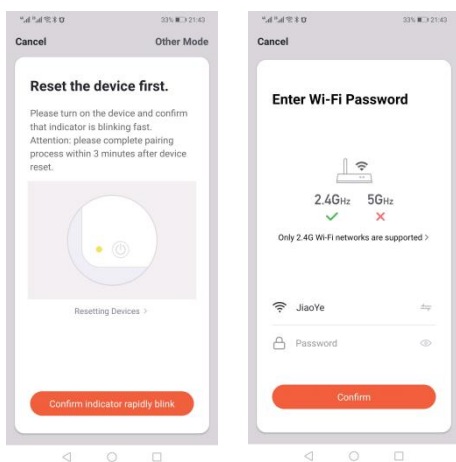 33% 21:43
Cancel Other Mode
Reset the device first.
Please turn on the device and confirm
that indicator is blinking fast.
Attention: please complete pairing
process within 3 minutes after device
reset.
Resetting Devices >
Confirm indicator rapidly blink
33% 21:43
Cancel
Enter Wi-Fi Password
2.4GHz 5GHz
Only 2.4G Wi-Fi networks are supported >
JiaoYe
Password
Confirm